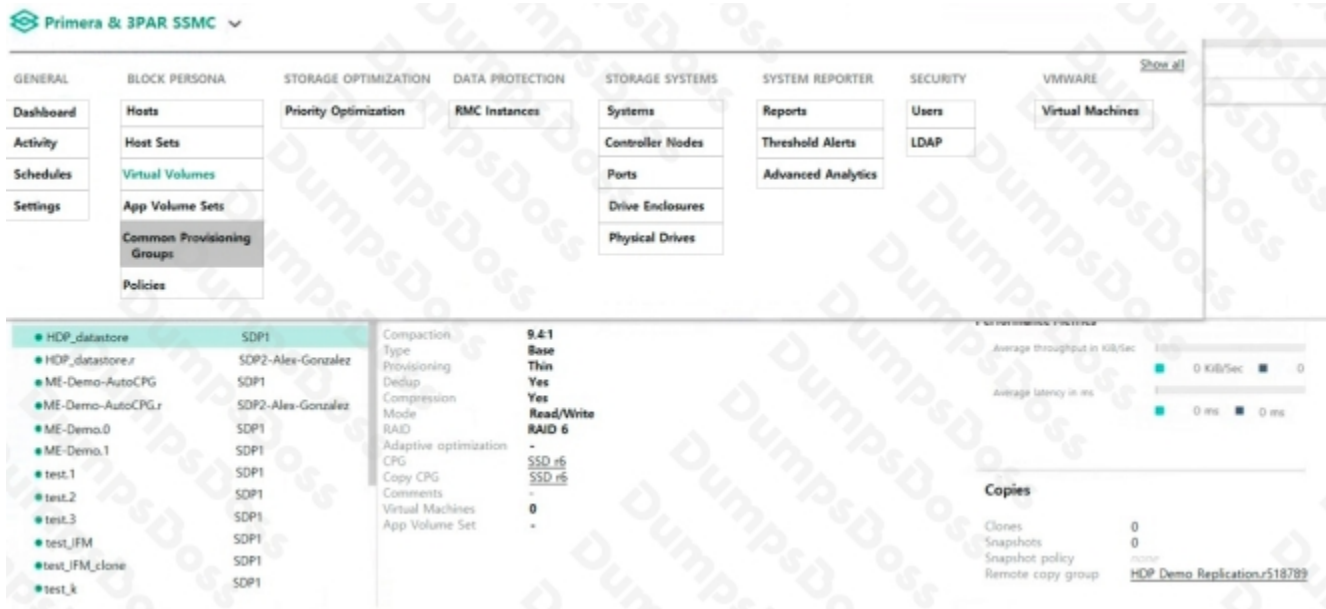 Primera & 3PAR SSMC
Show all
GENERAL
Dashboard
Activity
Schedules
Settings
BLOCK PERSONA
Hosts
Host Sets
Virtual Volumes
App Volume Sets
Common Provisioning
Groups
Policies
STORAGE OPTIMIZATION
Priority Optimization
DATA PROTECTION
RMC Instances
STORAGE SYSTEMS
Systems
Controller Nodes
Ports
Drive Enclosures
Physical Drives
SYSTEM REPORTER
Reports
Threshold Alerts
Advanced Analytics
SECURITY
Users
LDAP
VMWARE
Virtual Machines
HDP_datastore SDP1
HDP_datastore.r SDP2-Alex-Gonzalez
ME-Demo-AutoCPG SDP1
ME-Demo-AutoCPG.r SDP2-Alex-Gonzalez
ME-Demo.0 SDP1
ME-Demo.1 SDP1
test.1 SDP1
test.2 SDP1
test.3 SDP1
test_IFM SDP1
test_IFM_clone SDP1
test_k SDP1
Compaction 9.4:1
Type Base
Provisioning Thin
Dedup Yes
Compression Yes
Mode Read/Write
RAID RAID 6
Adaptive optimization -
CPG SSD r6
Copy CPG SSD r6
Comments -
Virtual Machines 0
App Volume Set -
Performance Metrics
Average throughput in KiB/Sec
0 KiB/Sec 0
Average latency in ms
0 ms 0 ms
Copies
Clones 0
Snapshots 0
Snapshot policy none
Remote copy group HDP Demo Replication.r518789
DumpsDoss